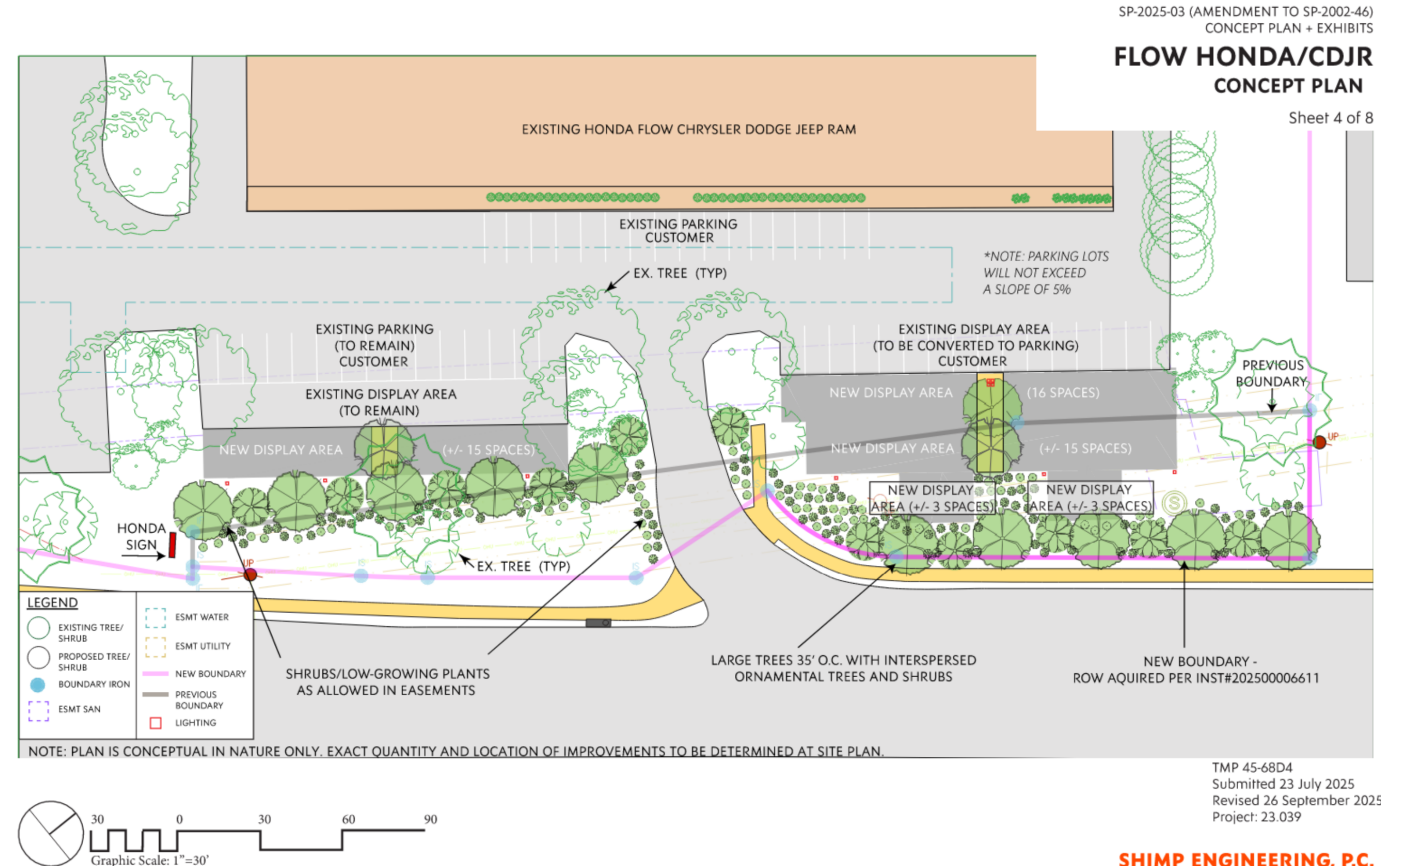 SP-2025-03 (AMENDMENT TO SP-2002-46)
CONCEPT PLAN + EXHIBITS
FLOW HONDA/CDJR
CONCEPT PLAN
Sheet 4 of 8
EXISTING HONDA FLOW CHRYSLER DODGE JEEP RAM
EXISTING PARKING
CUSTOMER
*NOTE: PARKING LOTS
WILL NOT EXCEED
A SLOPE OF 5%
EX. TREE (TYP)
EXISTING PARKING
(TO REMAIN)
CUSTOMER
EXISTING DISPLAY AREA
(TO BE CONVERTED TO PARKING)
CUSTOMER
PREVIOUS
BOUNDARY
EXISTING DISPLAY AREA
(TO REMAIN)
NEW DISPLAY AREA (16 SPACES)
NEW DISPLAY AREA (+/- 15 SPACES)
NEW DISPLAY AREA (+/- 15 SPACES)
UP
NEW DISPLAY
AREA (+/- 3 SPACES)
NEW DISPLAY
AREA (+/- 3 SPACES)
S
HONDA
SIGN
UP
EX. TREE (TYP)
LEGEND
EXISTING TREE/
SHRUB
PROPOSED TREE/
SHRUB
BOUNDARY IRON
ESMT SAN
ESMT WATER
ESMT UTILITY
NEW BOUNDARY
PREVIOUS
BOUNDARY
LIGHTING
SHRUBS/LOW-GROWING PLANTS
AS ALLOWED IN EASEMENTS
LARGE TREES 35' O.C. WITH INTERSPERSED
ORNAMENTAL TREES AND SHRUBS
NEW BOUNDARY -
ROW AQUIRED PER INST#202500006611
NOTE: PLAN IS CONCEPTUAL IN NATURE ONLY. EXACT QUANTITY AND LOCATION OF IMPROVEMENTS TO BE DETERMINED AT SITE PLAN.
TMP 45-68D4
Submitted 23 July 2025
Revised 26 September 2025
Project: 23.039
30 0 30 60 90
Graphic Scale: 1"=30'
SHIMP ENGINEERING, P.C.